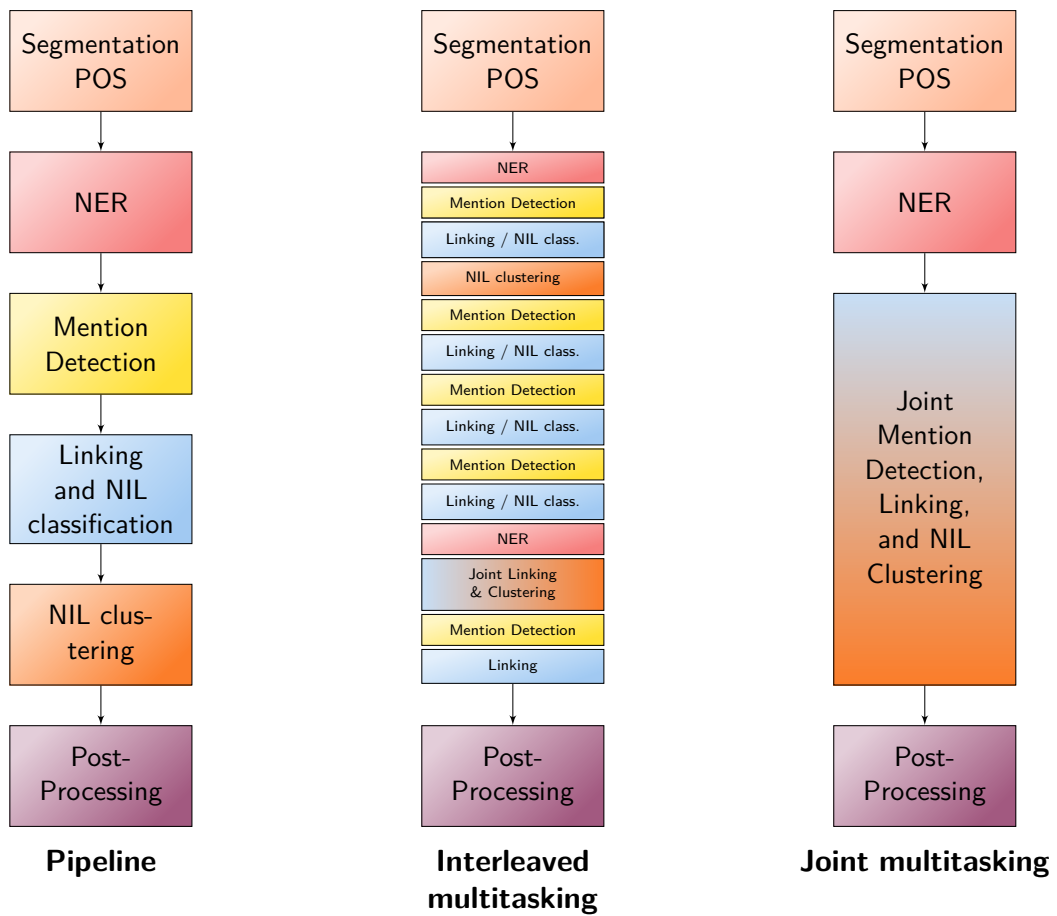 Segmentation
POS
NER
Mention
Detection
Linking
and NIL
classification
NIL clus-
tering
Post-
Processing
Pipeline
Segmentation
POS
NER
Mention Detection
Linking / NIL class.
NIL clustering
Mention Detection
Linking / NIL class.
Mention Detection
Linking / NIL class.
Mention Detection
Linking / NIL class.
NER
Joint Linking
& Clustering
Mention Detection
Linking
Post-
Processing
Interleaved
multitasking
Segmentation
POS
NER
Joint
Mention
Detection,
Linking,
and NIL
Clustering
Post-
Processing
Joint multitasking